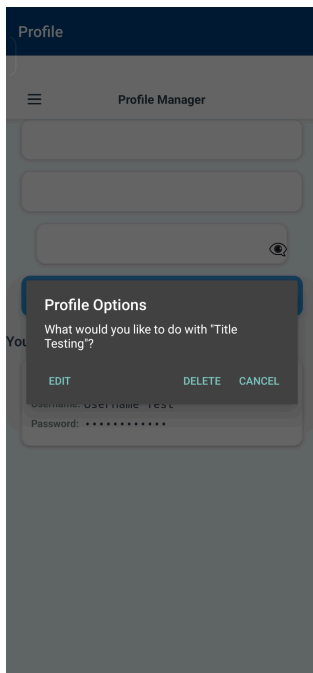 Profile
Profile Manager
Profile Options
What would you like to do with "Title
Testing"?
You
EDIT DELETE CANCEL
Username: Username Test
Password: ••••••••••••